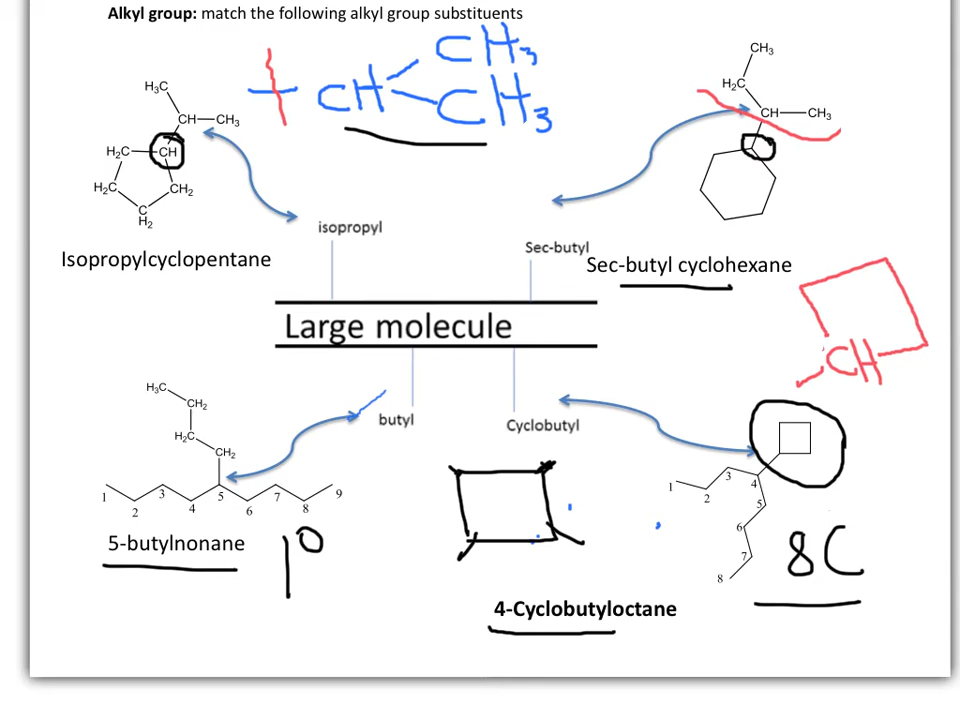 Alkyl group: match the following alkyl group substituents
CH3
CH
CH3
H3C
CH—CH3
H2C
CH
H2C
CH2
C
H2
CH3
H2C
CH—CH3
isopropyl
Sec-butyl
Isopropylcyclopentane
Sec-butyl cyclohexane
Large molecule
CH
H3C
CH2
H2C
CH2
butyl
Cyclobutyl
1
2
3
4
5
6
7
8
9
1
2
3
4
5
6
7
8
5-butylnonane
1°
8C
4-Cyclobutyloctane